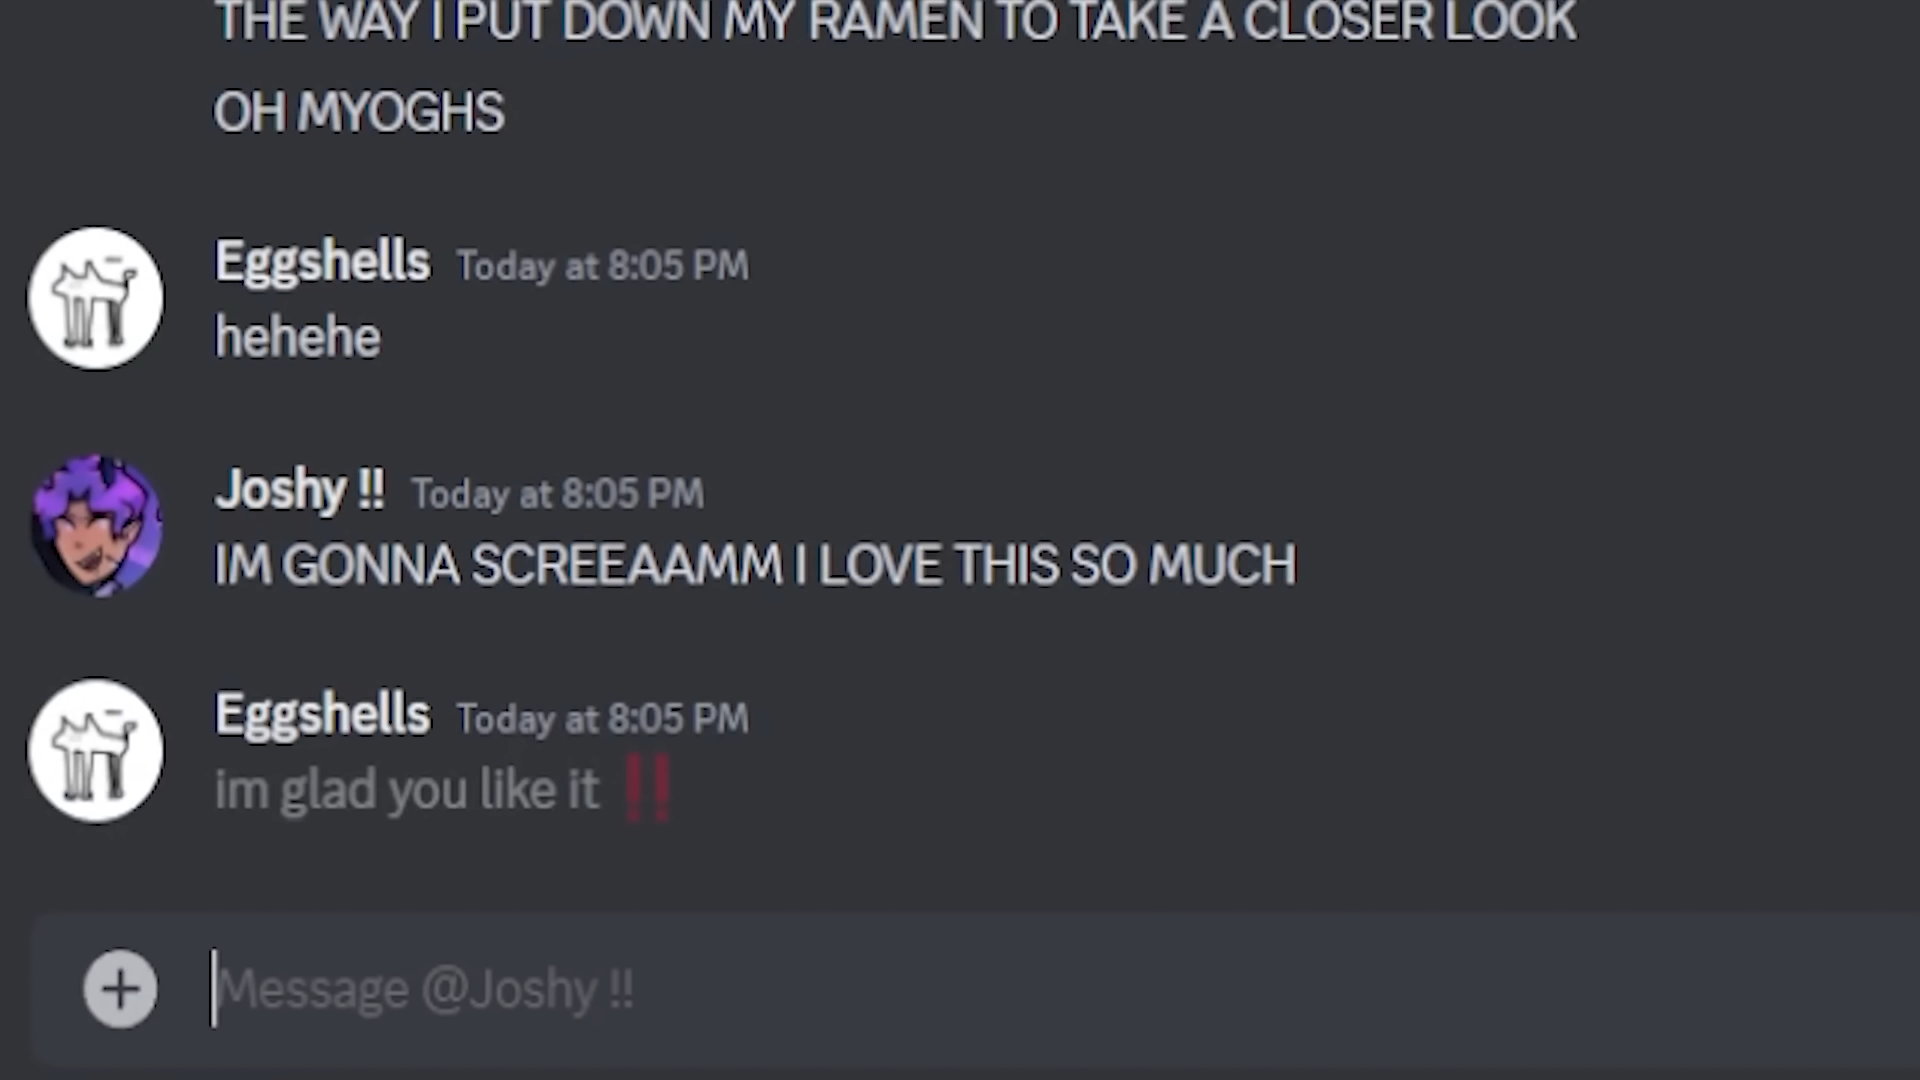 THE WAY I PUT DOWN MY RAMEN TO TAKE A CLOSER LOOK
OH MYOGHS
Eggshells Today at 8:05 PM
hehehe
Joshy !! Today at 8:05 PM
IM GONNA SCREEAAMM I LOVE THIS SO MUCH
Eggshells Today at 8:05 PM
im glad you like it ‼️
Message @Joshy !!